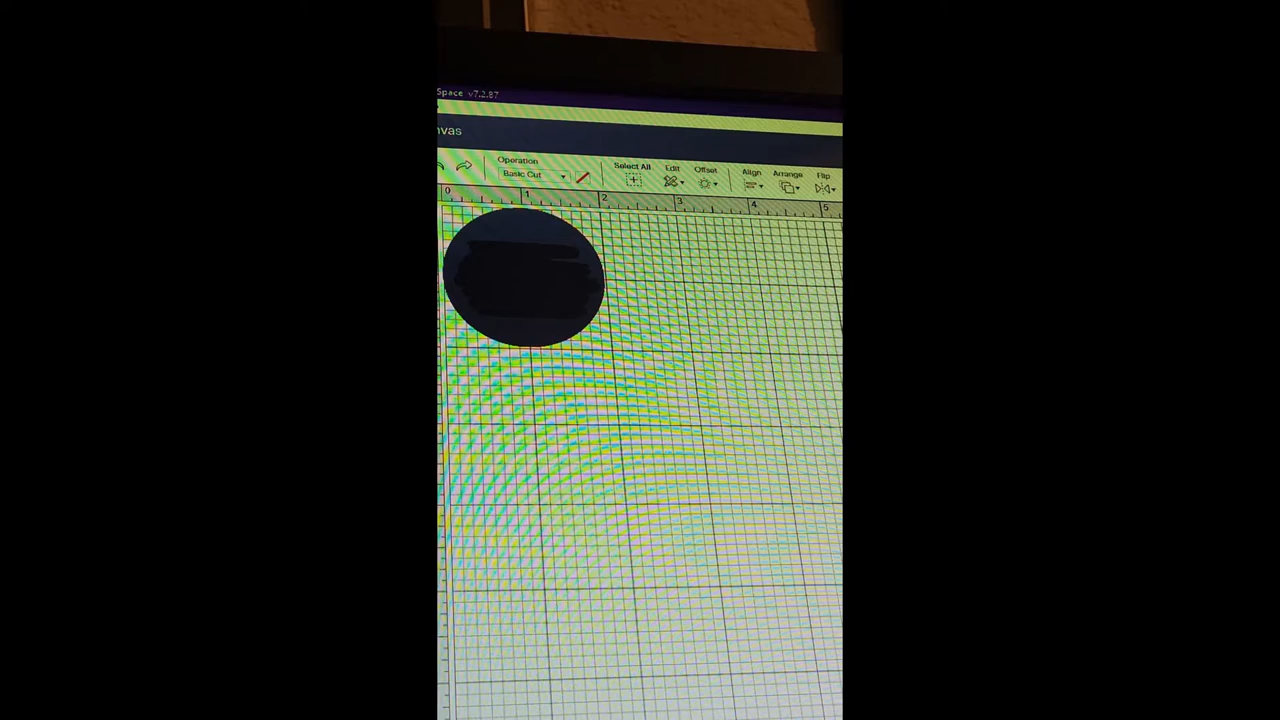 Space v7.2.87
nvas
Operation
Select All
Edit
Offset
Align
Arrange
Flip
Basic Cut
0 1 2 3 4 5